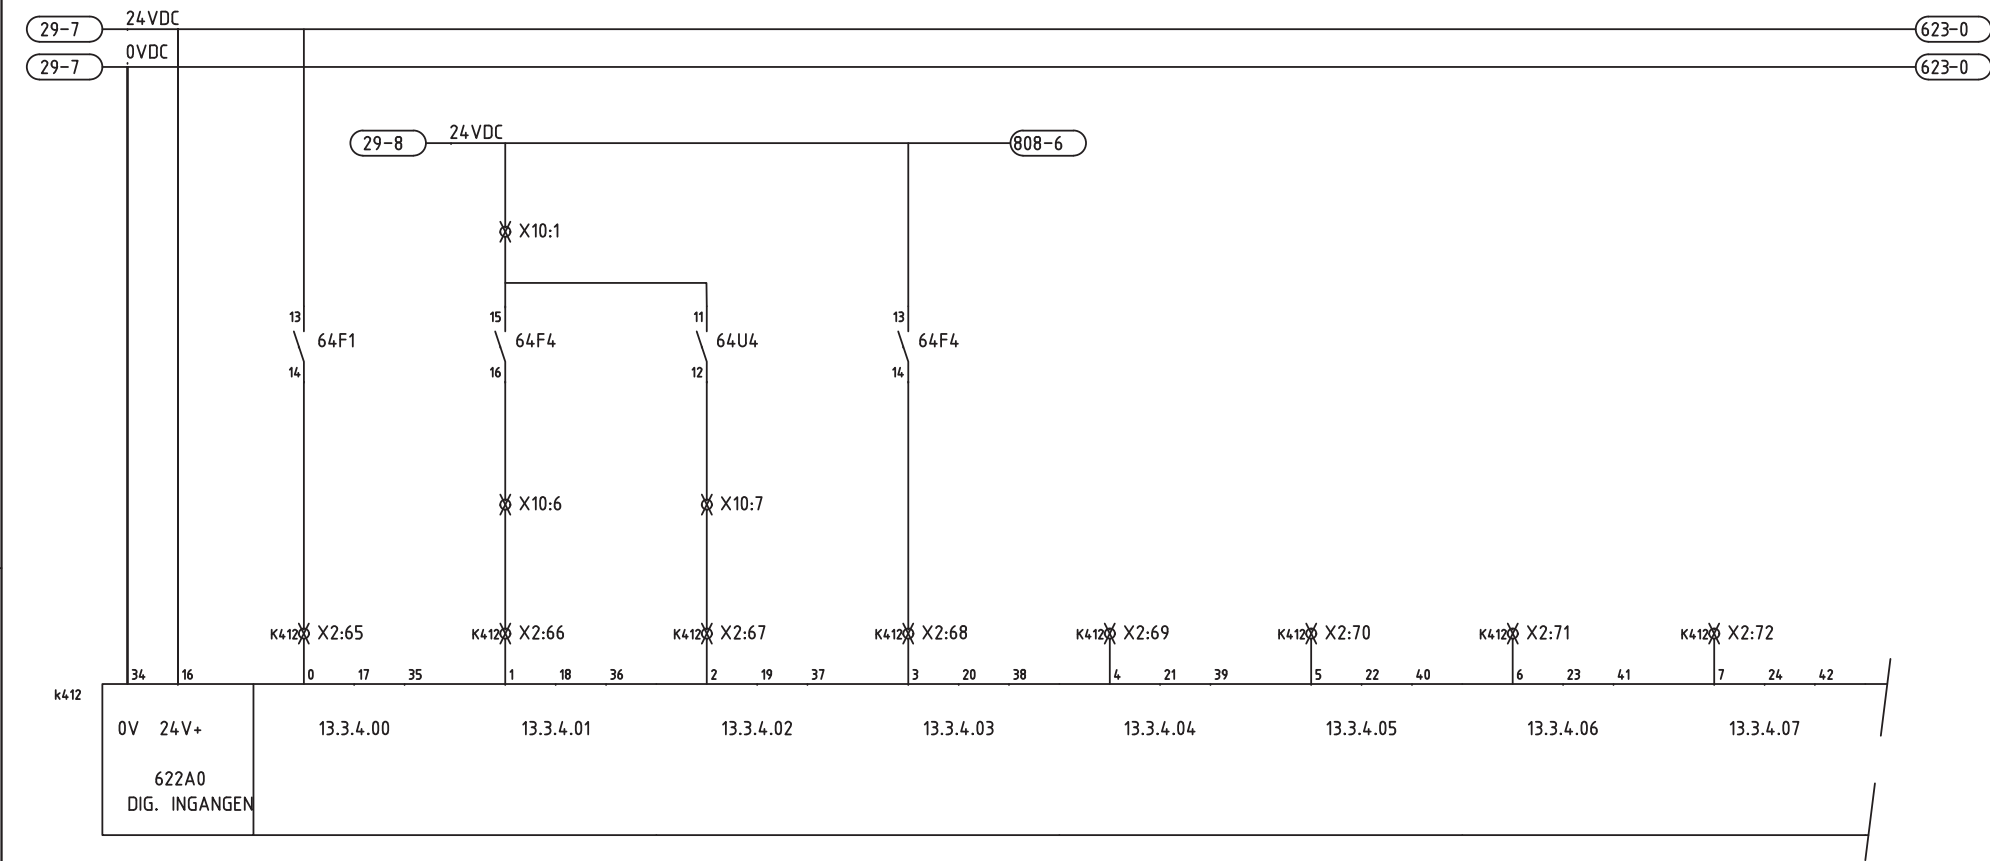 24VDC
29-7 623-0
0VDC
29-7 623-0
24VDC
29-8 808-6
X10:1
13 15 11 13
64F1 64F4 64U4 64F4
14 16 12 14
X10:6 X10:7
K412 X2:65 K412 X2:66 K412 X2:67 K412 X2:68 K412 X2:69 K412 X2:70 K412 X2:71 K412 X2:72
34 16 0 17 35 1 18 36 2 19 37 3 20 38 4 21 39 5 22 40 6 23 41 7 24 42
k412
0V 24V+ 13.3.4.00 13.3.4.01 13.3.4.02 13.3.4.03 13.3.4.04 13.3.4.05 13.3.4.06 13.3.4.07
622A0
DIG. INGANGEN